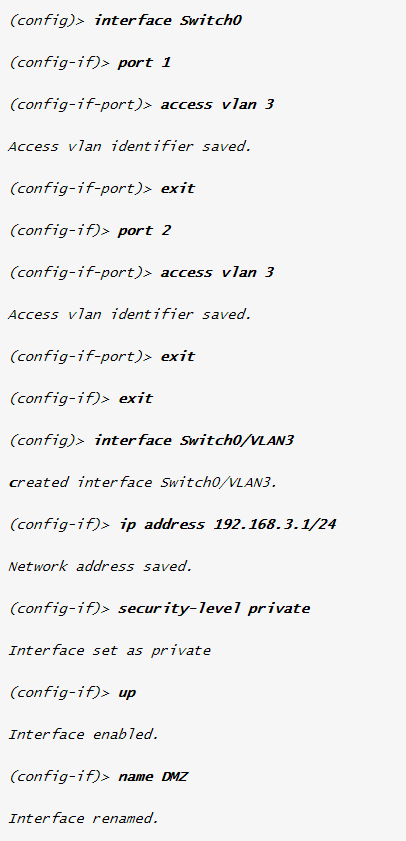 (config)> interface Switch0
(config-if)> port 1
(config-if-port)> access vlan 3
Access vlan identifier saved.
(config-if-port)> exit
(config-if)> port 2
(config-if-port)> access vlan 3
Access vlan identifier saved.
(config-if-port)> exit
(config-if)> exit
(config)> interface Switch0/VLAN3
created interface Switch0/VLAN3.
(config-if)> ip address 192.168.3.1/24
Network address saved.
(config-if)> security-level private
Interface set as private
(config-if)> up
Interface enabled.
(config-if)> name DMZ
Interface renamed.